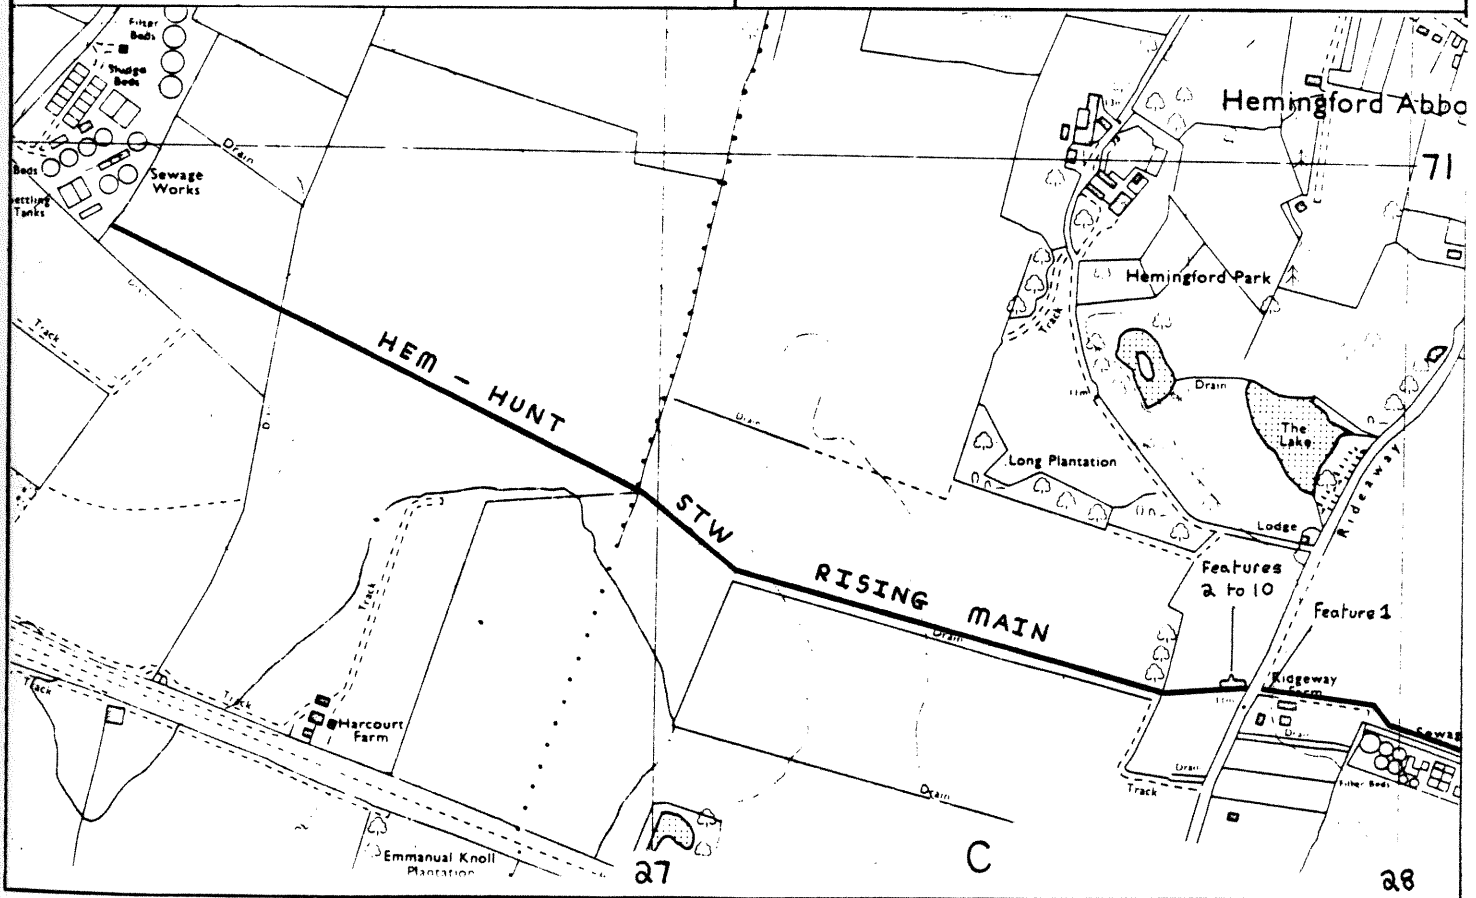 Filter
Beds
Sludge
Beds
Hemingford Abbo
Drain
71
Beds
Sewage
Works
Settling
Tanks
Hemingford Park
Track
Track
Drain
HEM - HUNT
Drain
The
Lake
Long Plantation
Rideaway
STW
Lodge
Features
2 to 10
RISING MAIN
Feature 1
Track
Drain
Ridgeway
Farm
Track
Track
Harcourt
Farm
Drain
Sewag
Drain
Drain
Track
Filter Beds
Emmanual Knoll
Plantation
27
C
28